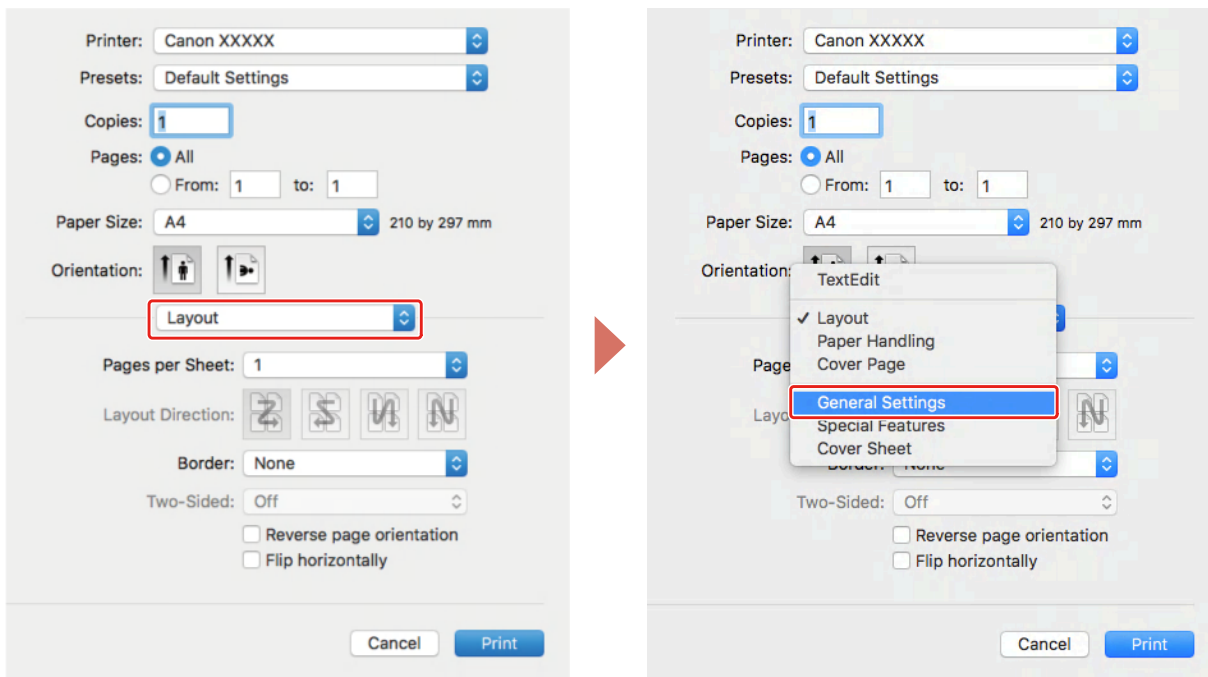 Printer: Canon XXXXX
Presets: Default Settings
Copies: 1
Pages: All
From: 1 to: 1
Paper Size: A4 210 by 297 mm
Orientation:
Layout
Pages per Sheet: 1
Layout Direction:
Border: None
Two-Sided: Off
Reverse page orientation
Flip horizontally
Cancel Print
Printer: Canon XXXXX
Presets: Default Settings
Copies: 1
Pages: All
From: 1 to: 1
Paper Size: A4 210 by 297 mm
Orientation:
TextEdit
✓ Layout
Paper Handling
Page Cover Page
General Settings
Layo
Special Features
Cover Sheet
Border: None
Two-Sided: Off
Reverse page orientation
Flip horizontally
Cancel Print